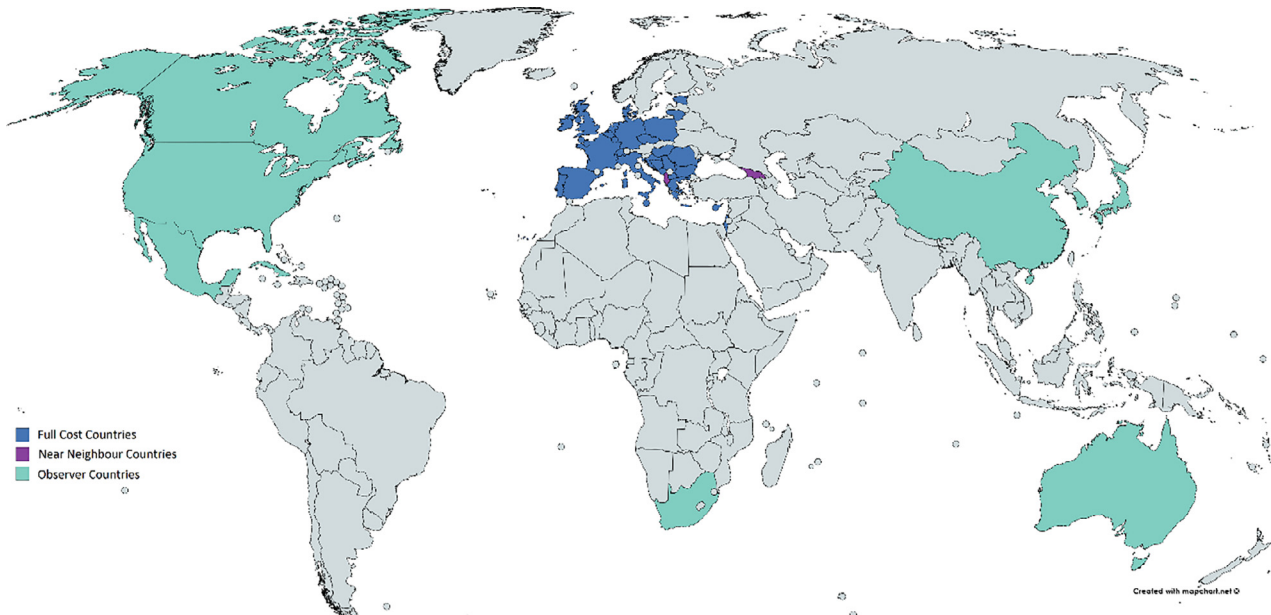 Full Cost Countries
Near Neighbour Countries
Observer Countries
Created with mapchart.net ©